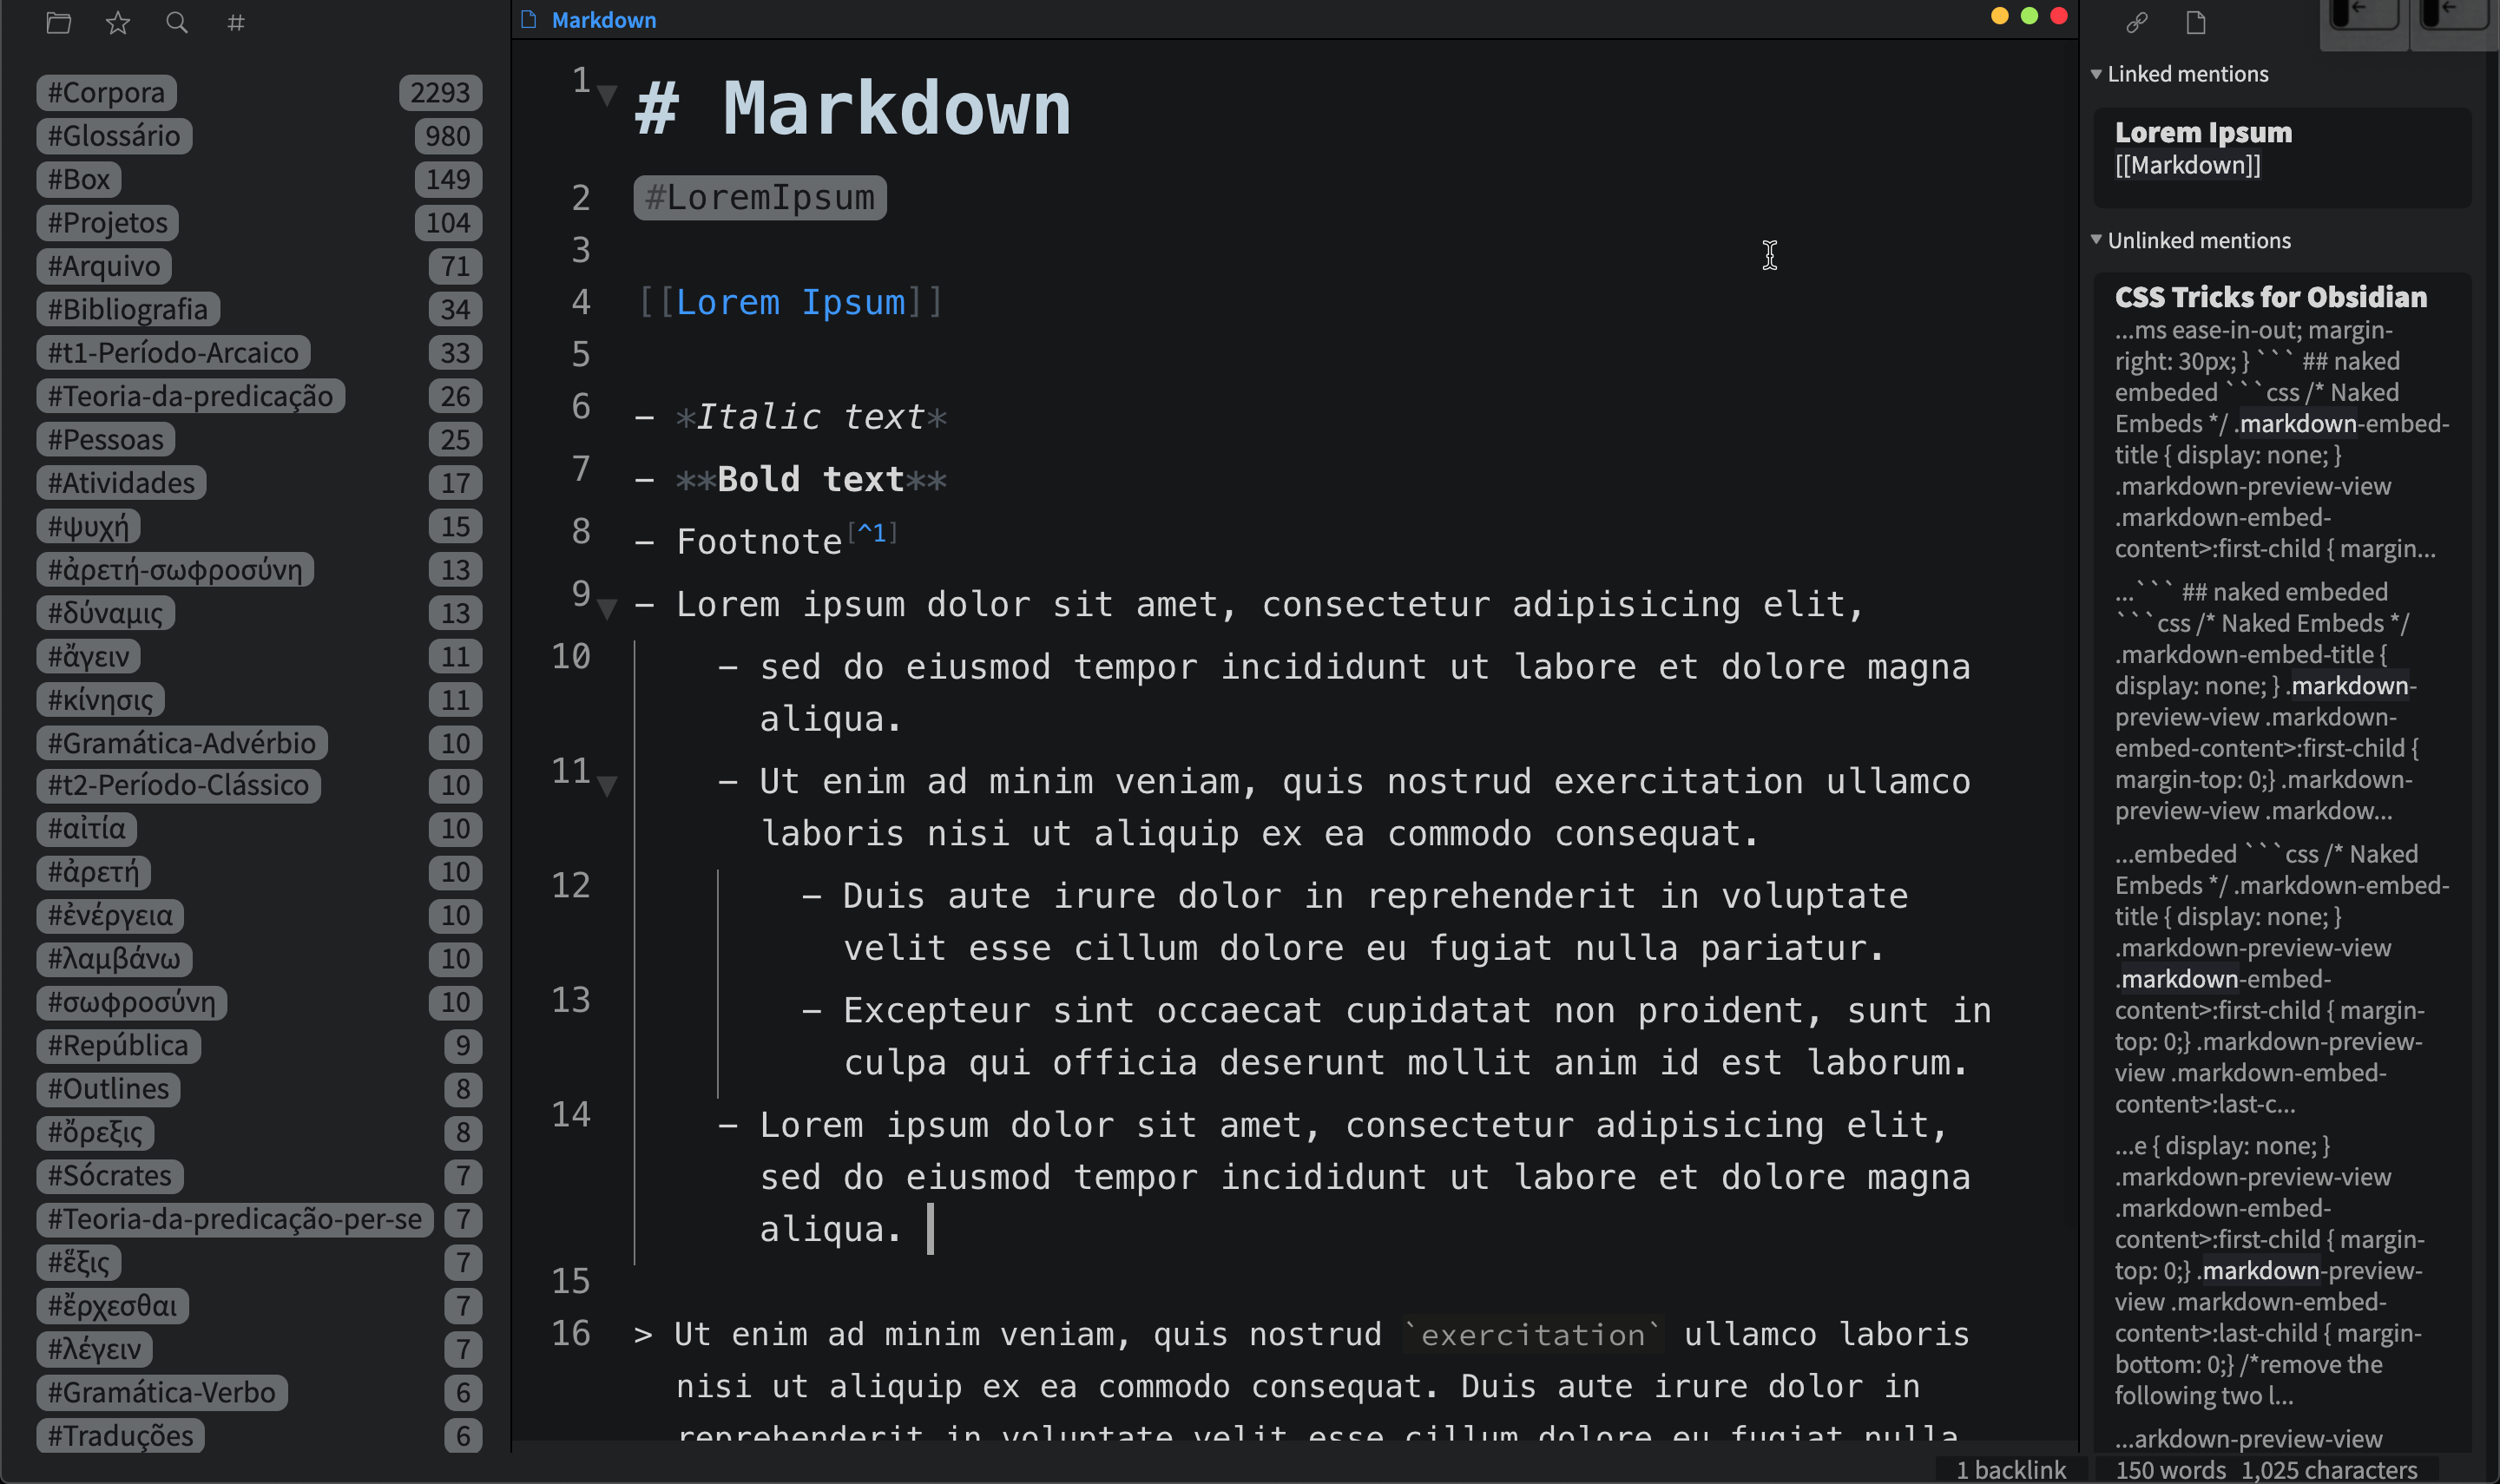 #Corpora 2293
#Glossário 980
#Box 149
#Projetos 104
#Arquivo 71
#Bibliografia 34
#t1-Período-Arcaico 33
#Teoria-da-predicação 26
#Pessoas 25
#Atividades 17
#ψυχή 15
#ἀρετή-σωφροσύνη 13
#δύναμις 13
#ἄγειν 11
#κίνησις 11
#Gramática-Advérbio 10
#t2-Período-Clássico 10
#αἰτία 10
#ἀρετή 10
#ἐνέργεια 10
#λαμβάνω 10
#σωφροσύνη 10
#República 9
#Outlines 8
#ὄρεξις 8
#Sócrates 7
#Teoria-da-predicação-per-se 7
#ἕξις 7
#ἔρχεσθαι 7
#λέγειν 7
#Gramática-Verbo 6
#Traduções 6
Markdown
1 # Markdown
2 #LoremIpsum
3
4 [[Lorem Ipsum]]
5
6 - *Italic text*
7 - **Bold text**
8 - Footnote[^1]
9 - Lorem ipsum dolor sit amet, consectetur adipisicing elit,
10 - sed do eiusmod tempor incididunt ut labore et dolore magna
aliqua.
11 - Ut enim ad minim veniam, quis nostrud exercitation ullamco
laboris nisi ut aliquip ex ea commodo consequat.
12 - Duis aute irure dolor in reprehenderit in voluptate
velit esse cillum dolore eu fugiat nulla pariatur.
13 - Excepteur sint occaecat cupidatat non proident, sunt in
culpa qui officia deserunt mollit anim id est laborum.
14 - Lorem ipsum dolor sit amet, consectetur adipisicing elit,
sed do eiusmod tempor incididunt ut labore et dolore magna
aliqua.
15
16 > Ut enim ad minim veniam, quis nostrud `exercitation` ullamco laboris
nisi ut aliquip ex ea commodo consequat. Duis aute irure dolor in
reprehenderit in voluptate velit esse cillum dolore eu fugiat nulla
Linked mentions
Lorem Ipsum
[[Markdown]]
Unlinked mentions
CSS Tricks for Obsidian
...ms ease-in-out; margin-
right: 30px; } ``` ## naked
embeded ```css /* Naked
Embeds */ .markdown-embed-
title { display: none; }
.markdown-preview-view
.markdown-embed-
content>:first-child { margin...
...``` ## naked embeded
```css /* Naked Embeds */
.markdown-embed-title {
display: none; } .markdown-
preview-view .markdown-
embed-content>:first-child {
margin-top: 0;} .markdown-
preview-view .markdow...
...embeded ```css /* Naked
Embeds */ .markdown-embed-
title { display: none; }
.markdown-preview-view
.markdown-embed-
content>:first-child { margin-
top: 0;} .markdown-preview-
view .markdown-embed-
content>:last-c...
...e { display: none; }
.markdown-preview-view
.markdown-embed-
content>:first-child { margin-
top: 0;} .markdown-preview-
view .markdown-embed-
content>:last-child { margin-
bottom: 0;} /*remove the
following two l...
...arkdown-preview-view
1 backlink 150 words 1,025 characters